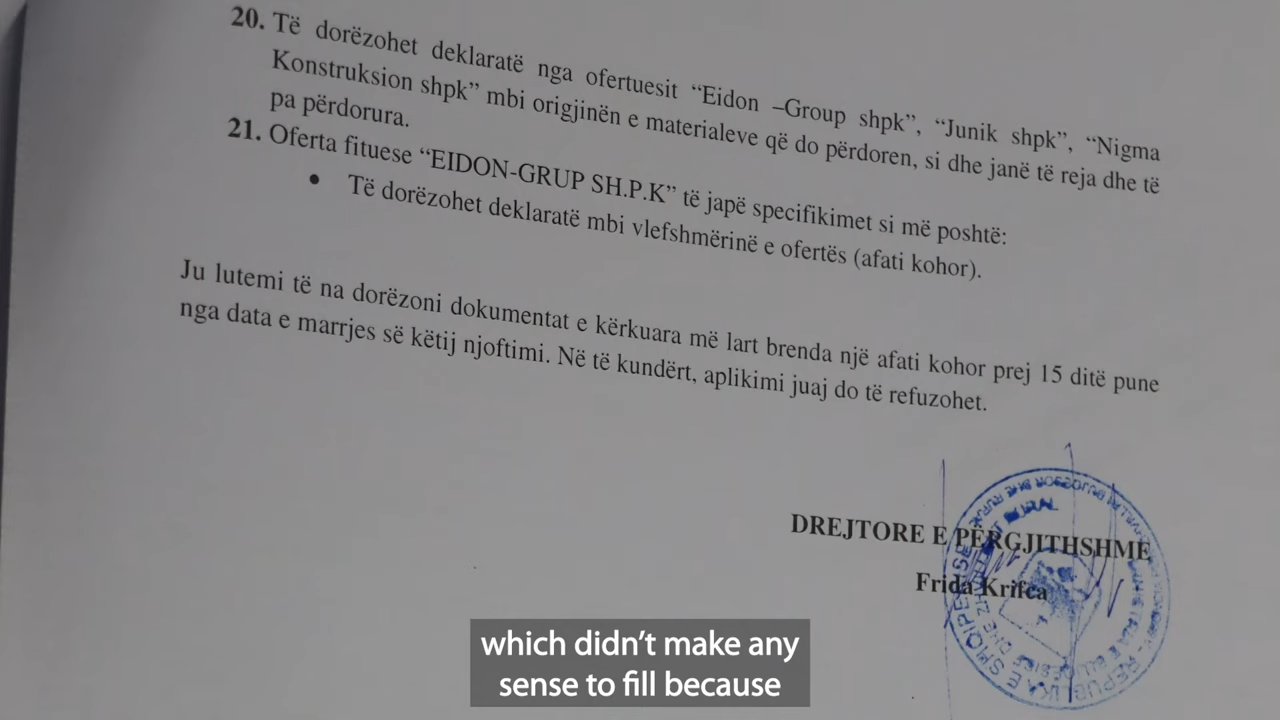 20. Të dorëzohet deklaratë nga ofertuesit “Eidon –Group shpk”, “Junik shpk”, “Nigma
Konstruksion shpk” mbi origjinën e materialeve që do përdoren, si dhe janë të reja dhe të
pa përdorura.
21. Oferta fituese “EIDON-GRUP SH.P.K” të japë specifikimet si më poshtë:
• Të dorëzohet deklaratë mbi vlefshmërinë e ofertës (afati kohor).
Ju lutemi të na dorëzoni dokumentat e kërkuara më lart brenda një afati kohor prej 15 ditë pune
nga data e marrjes së këtij njoftimi. Në të kundërt, aplikimi juaj do të refuzohet.
DREJTORE E PËRGJITHSHME
Frida Krifca
which didn’t make any
sense to fill because